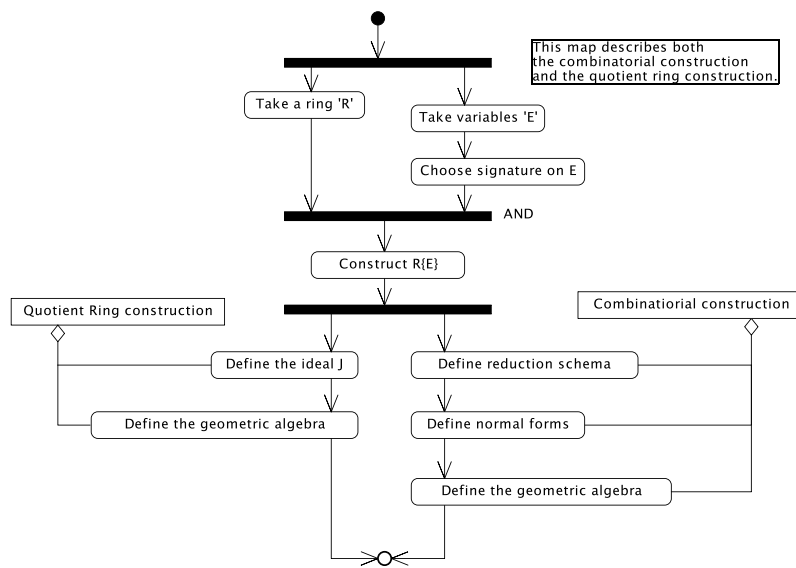 This map describes both
the combinatorial construction
and the quotient ring construction.
Take a ring 'R'
Take variables 'E'
Choose signature on E
AND
Construct R{E}
Quotient Ring construction
Combinatiorial construction
Define the ideal J
Define reduction schema
Define the geometric algebra
Define normal forms
Define the geometric algebra